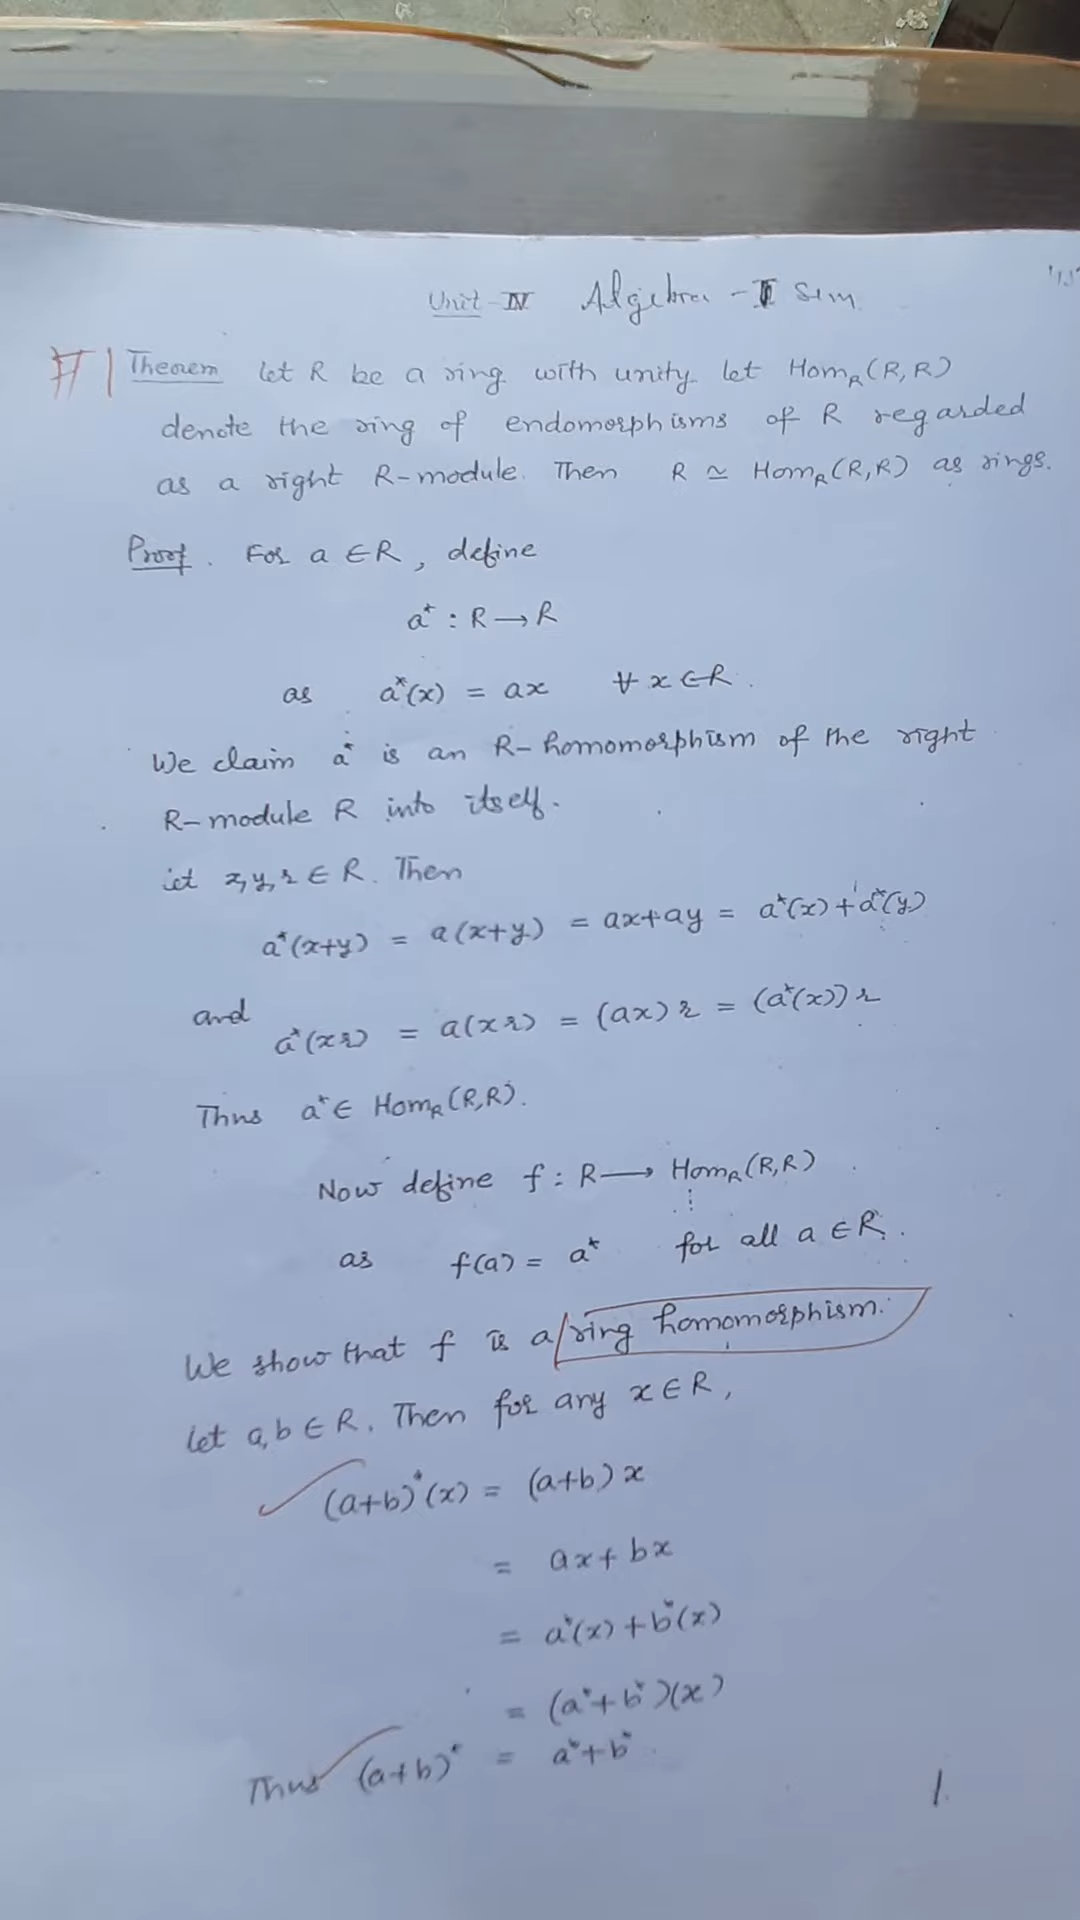 Unit-IV Algebra - I Sem
# | Theorem let R be a ring with unity. let Hom_R(R,R)
denote the ring of endomorphisms of R regarded
as a right R-module. Then R ≃ Hom_R(R,R) as rings.
Proof. For a ∈ R, define
a* : R → R
as a*(x) = ax ∀ x ∈ R.
We claim a* is an R-homomorphism of the right
R-module R into itself.
let x, y, r ∈ R. Then
a*(x+y) = a(x+y) = ax+ay = a*(x)+a*(y)
and
a*(xr) = a(xr) = (ax)r = (a*(x))r
Thus a* ∈ Hom_R(R,R).
Now define f : R → Hom_R(R,R)
as f(a) = a* for all a ∈ R.
We show that f is a ring homomorphism.
let a,b ∈ R. Then for any x ∈ R,
(a+b)*(x) = (a+b)x
= ax+bx
= a*(x)+b*(x)
= (a*+b*)(x)
Thus (a+b)* = a*+b*.
1.